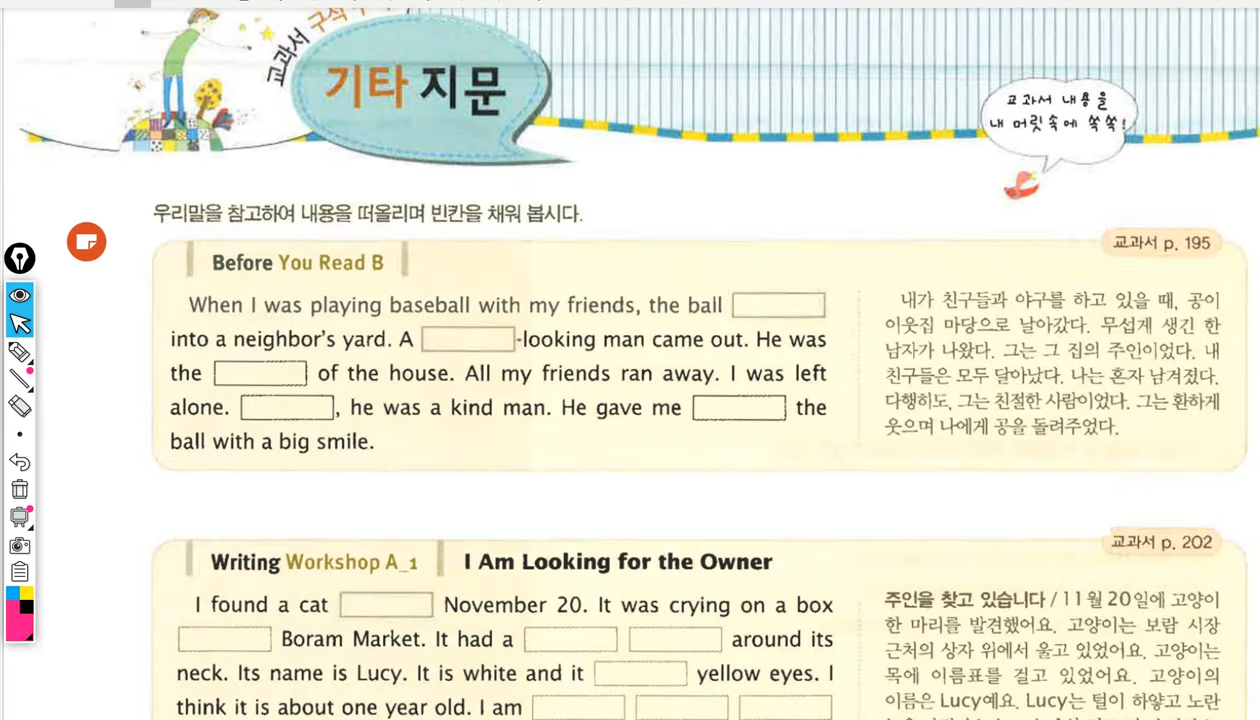 교과서 구석
기타 지문
교과서 내용을
내 머릿속에 쏙쏙!
우리말을 참고하여 내용을 떠올리며 빈칸을 채워 봅시다.
교과서 p. 195
Before You Read B
When I was playing baseball with my friends, the ball
into a neighbor's yard. A -looking man came out. He was
the of the house. All my friends ran away. I was left
alone. , he was a kind man. He gave me the
ball with a big smile.
내가 친구들과 야구를 하고 있을 때, 공이
이웃집 마당으로 날아갔다. 무섭게 생긴 한
남자가 나왔다. 그는 그 집의 주인이었다. 내
친구들은 모두 달아났다. 나는 혼자 남겨졌다.
다행히도, 그는 친절한 사람이었다. 그는 환하게
웃으며 나에게 공을 돌려주었다.
교과서 p. 202
Writing Workshop A_1 I Am Looking for the Owner
I found a cat November 20. It was crying on a box
Boram Market. It had a around its
neck. Its name is Lucy. It is white and it yellow eyes. I
think it is about one year old. I am
주인을 찾고 있습니다 / 11월 20일에 고양이
한 마리를 발견했어요. 고양이는 보람 시장
근처의 상자 위에서 울고 있었어요. 고양이는
목에 이름표를 걸고 있었어요. 고양이의
이름은 Lucy예요. Lucy는 털이 하얗고 노란